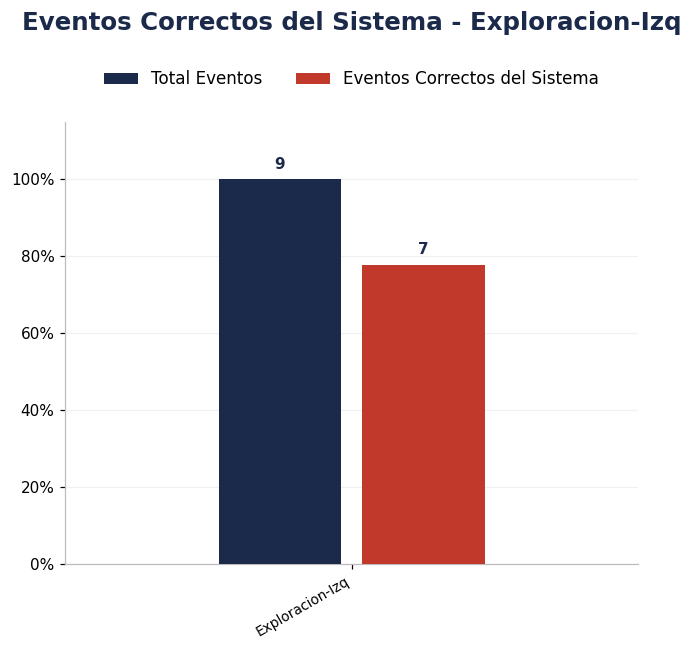 Eventos Correctos del Sistema - Exploracion-Izq
Total Eventos
Eventos Correctos del Sistema
9
7
100%
80%
60%
40%
20%
0%
Exploracion-Izq